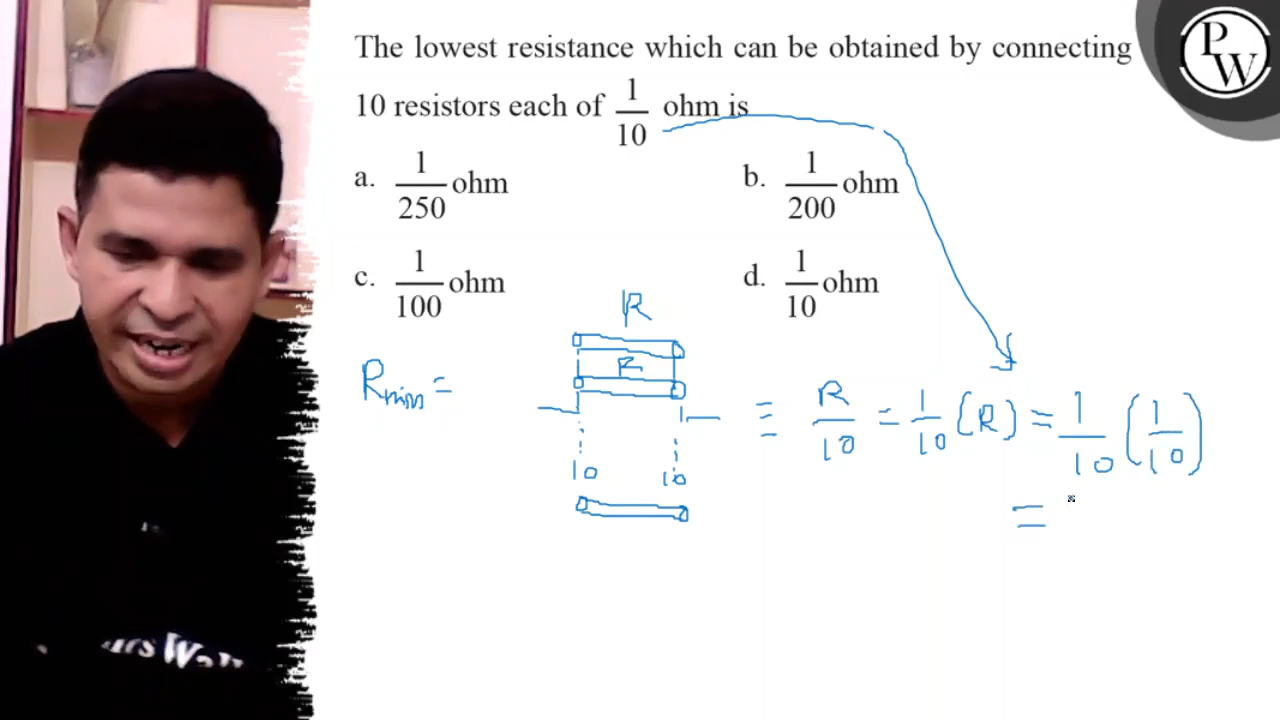 PW
The lowest resistance which can be obtained by connecting
10 resistors each of 1/10 ohm is
a. 1/250 ohm
b. 1/200 ohm
c. 1/100 ohm
d. 1/10 ohm
R
R
Rmin = ≡ R/10 = 1/10 (R) = 1/10 (1/10)
10 10
=